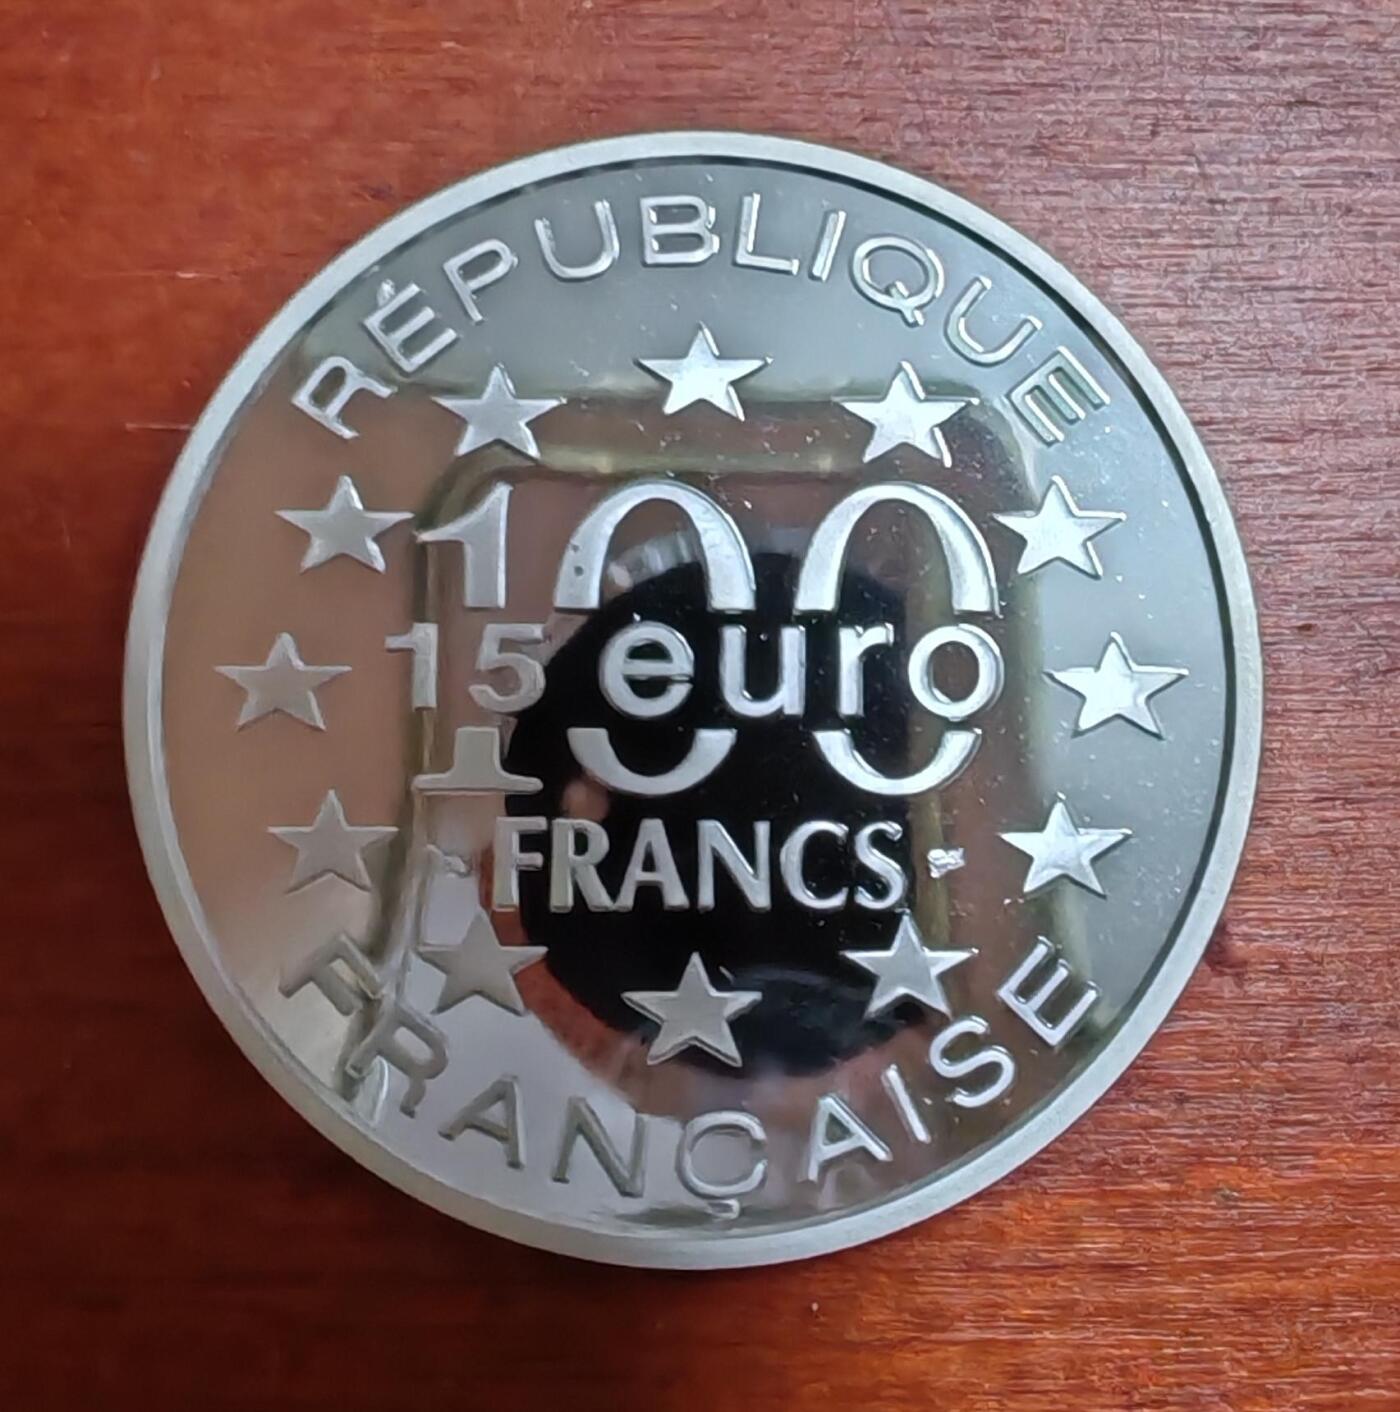 RÉPUBLIQUE
100
15 euro
FRANCS
FRANÇAISE